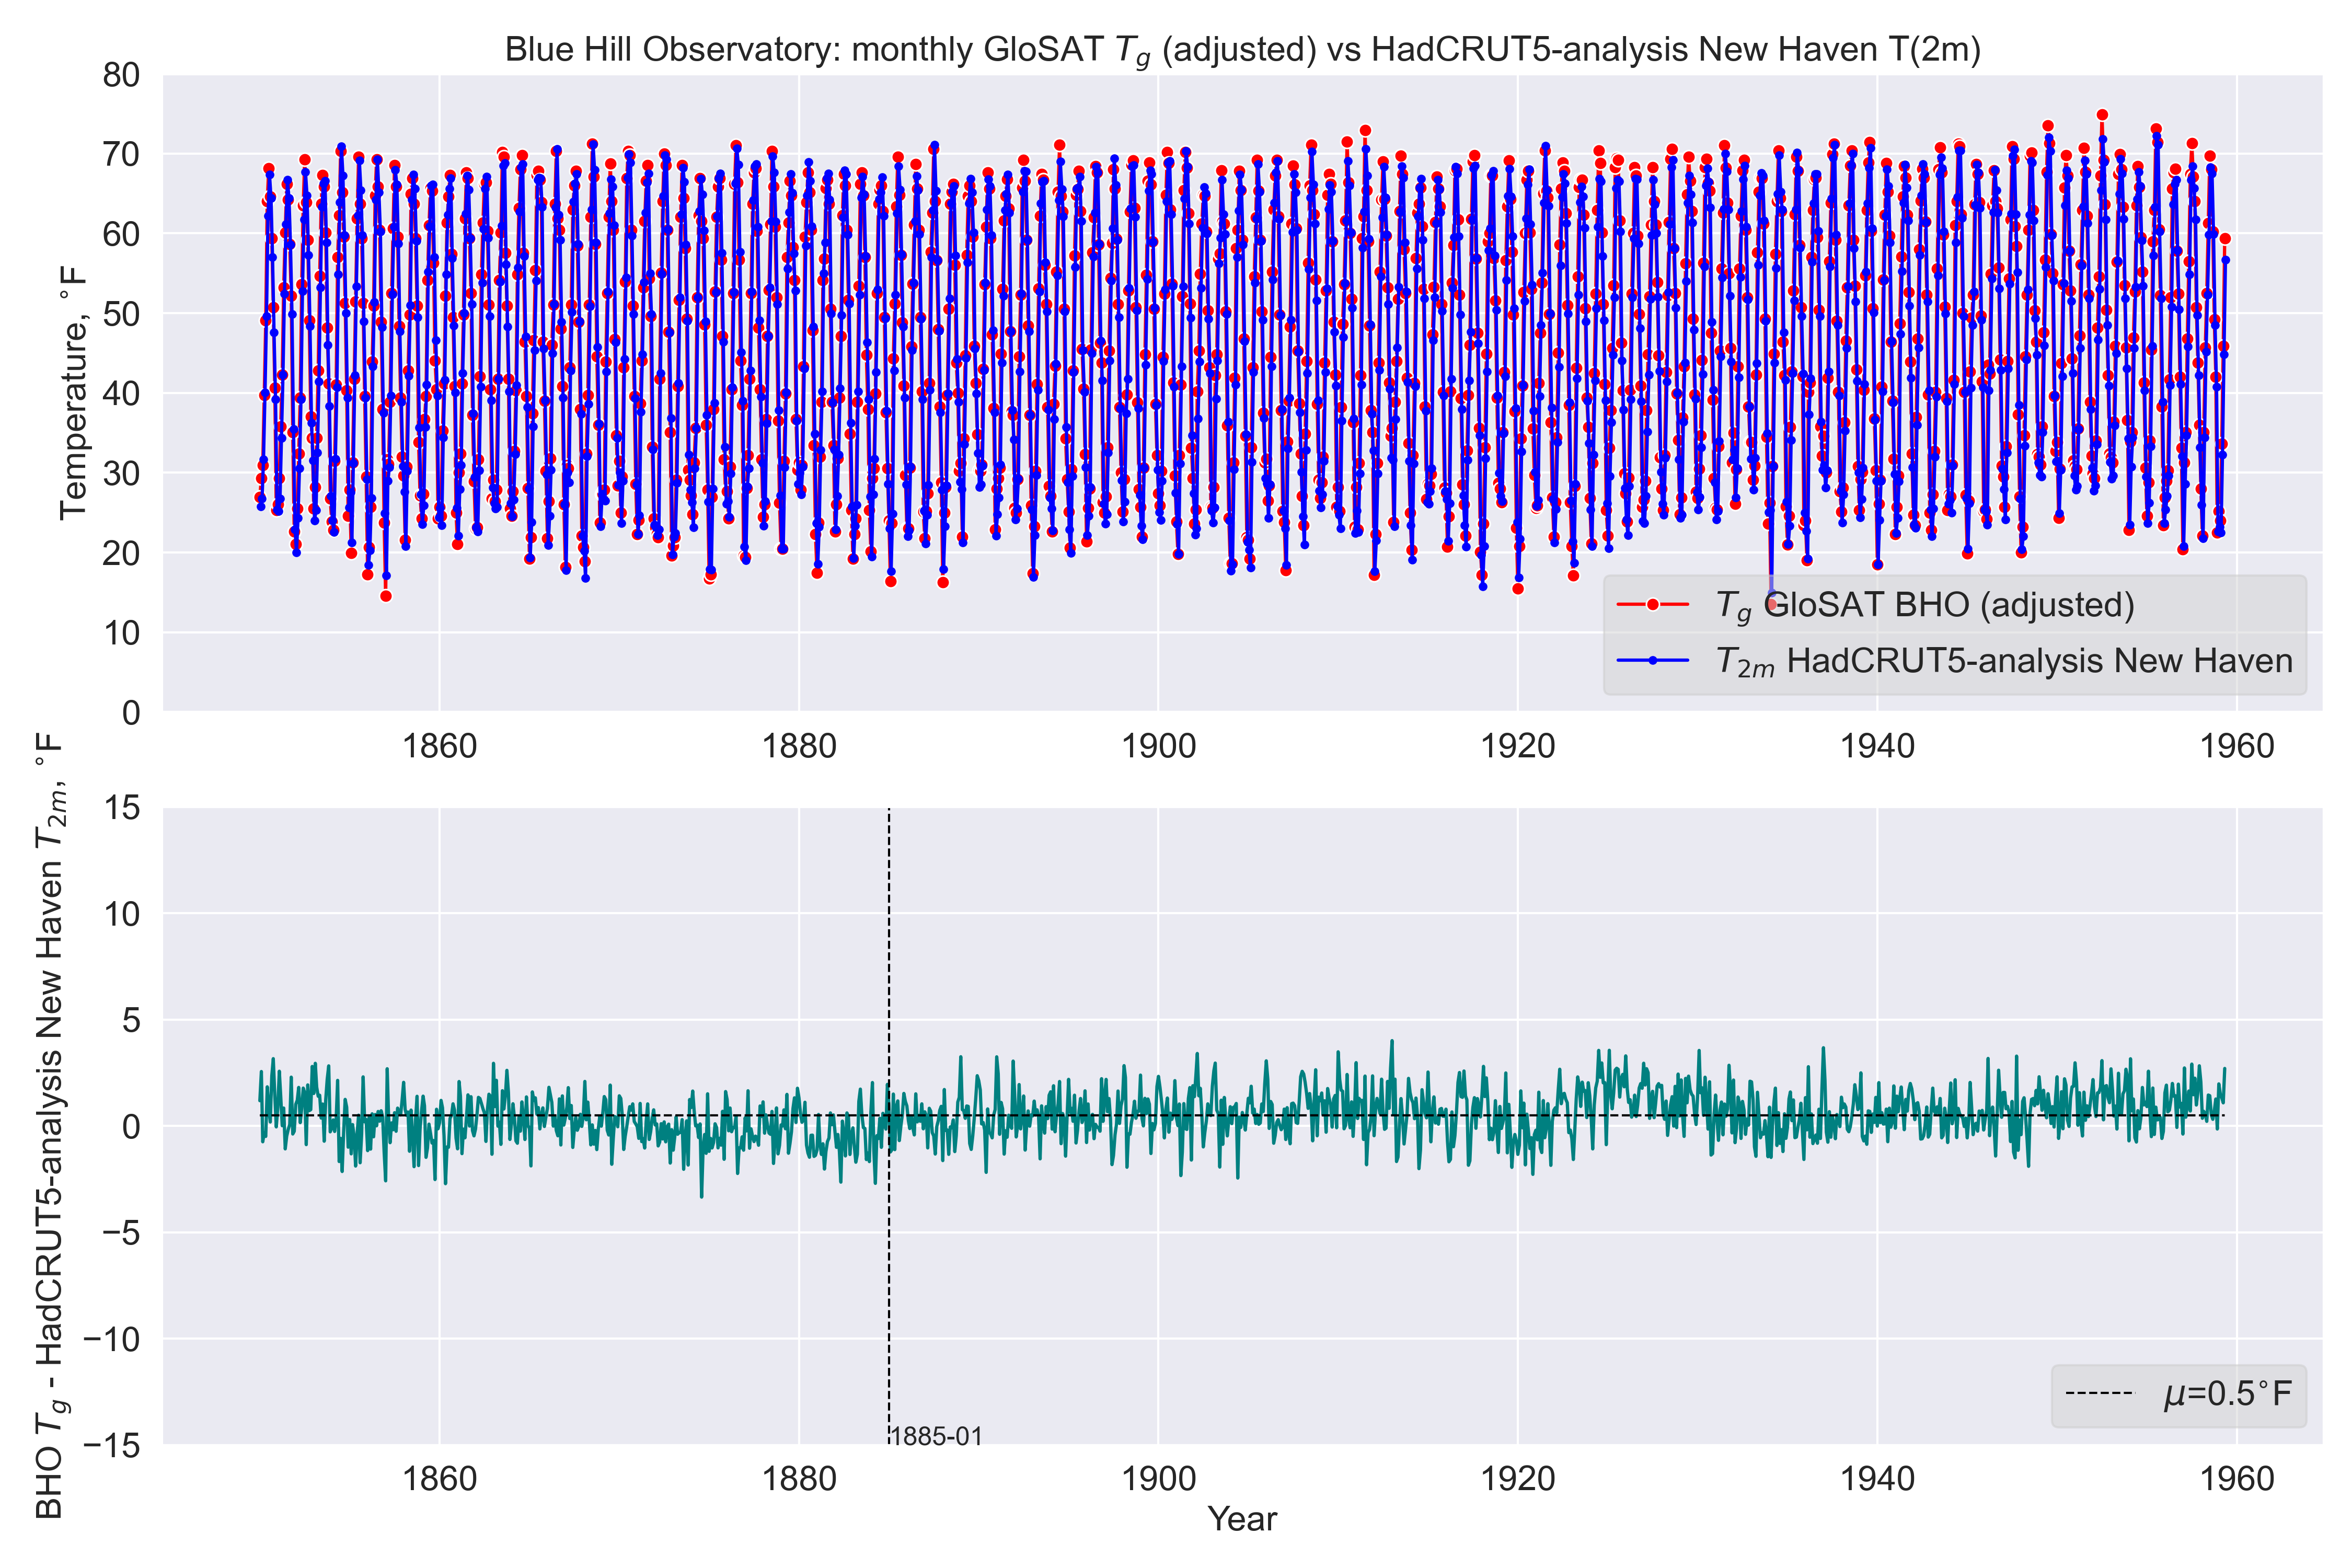 Blue Hill Observatory: monthly GloSAT Tg (adjusted) vs HadCRUT5-analysis New Haven T(2m)
Temperature, °F
80
70
60
50
40
30
20
10
0
Tg GloSAT BHO (adjusted)
T2m HadCRUT5-analysis New Haven
1860 1880 1900 1920 1940 1960
BHO Tg - HadCRUT5-analysis New Haven T2m, °F
15
10
5
0
−5
−10
−15
1885-01
μ=0.5°F
1860 1880 1900 1920 1940 1960
Year